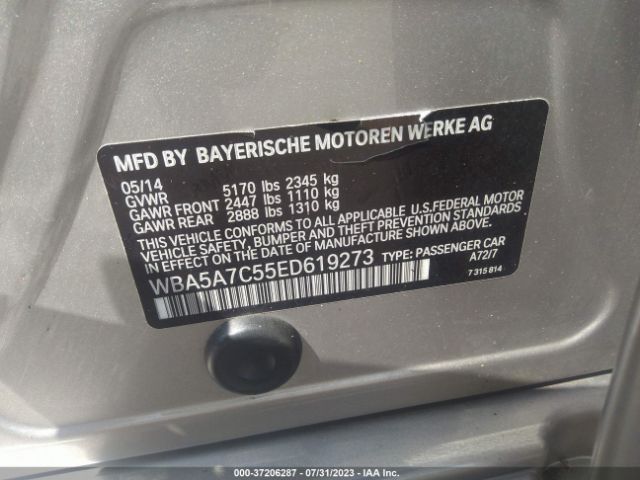 MFD BY BAYERISCHE MOTOREN WERKE AG
05/14
GVWR 5170 lbs 2345 kg
GAWR FRONT 2447 lbs 1110 kg
GAWR REAR 2888 lbs 1310 kg
THIS VEHICLE CONFORMS TO ALL APPLICABLE U.S.FEDERAL MOTOR
VEHICLE SAFETY, BUMPER, AND THEFT PREVENTION STANDARDS
IN EFFECT ON THE DATE OF MANUFACTURE SHOWN ABOVE.
WBA5A7C55ED619273 TYPE: PASSENGER CAR
A72/7
7 315 814
000-37206287 - 07/31/2023 - IAA Inc.